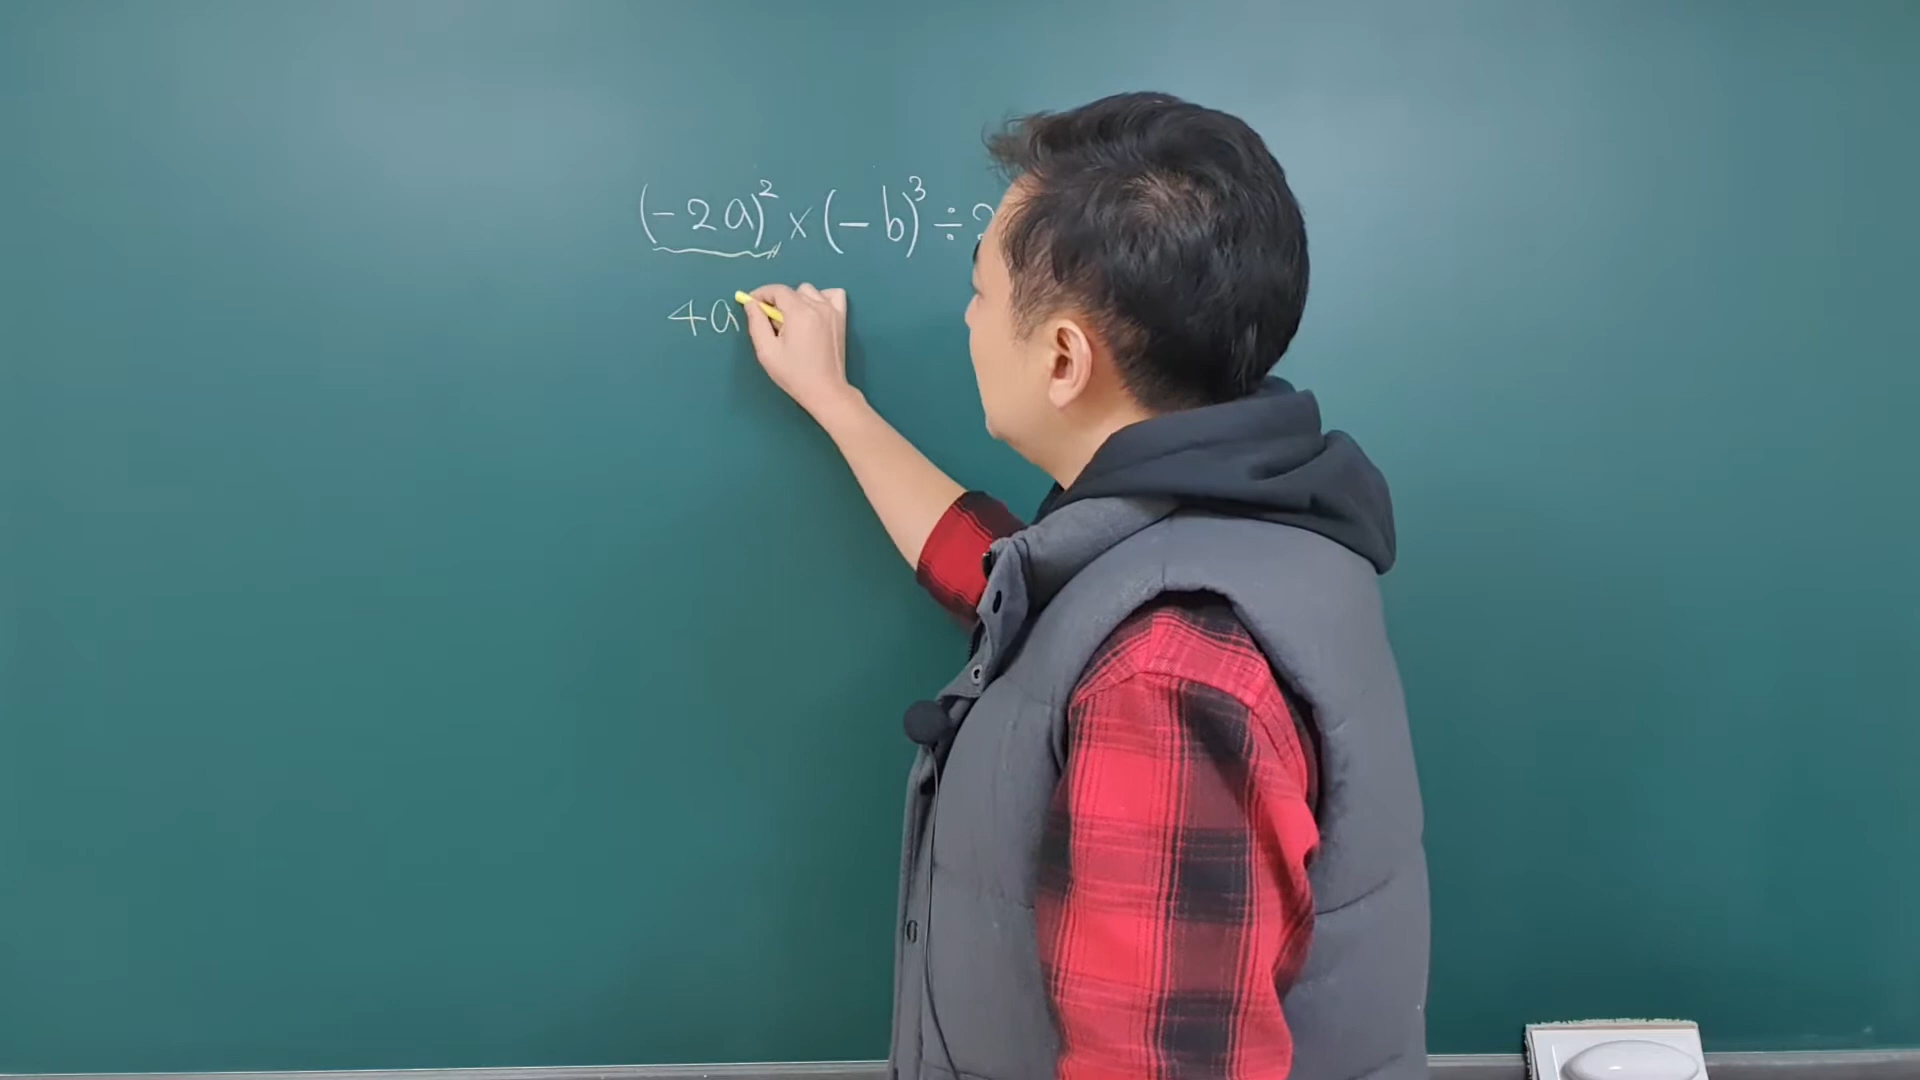 (-2a)² × (-b)³ ÷
4a